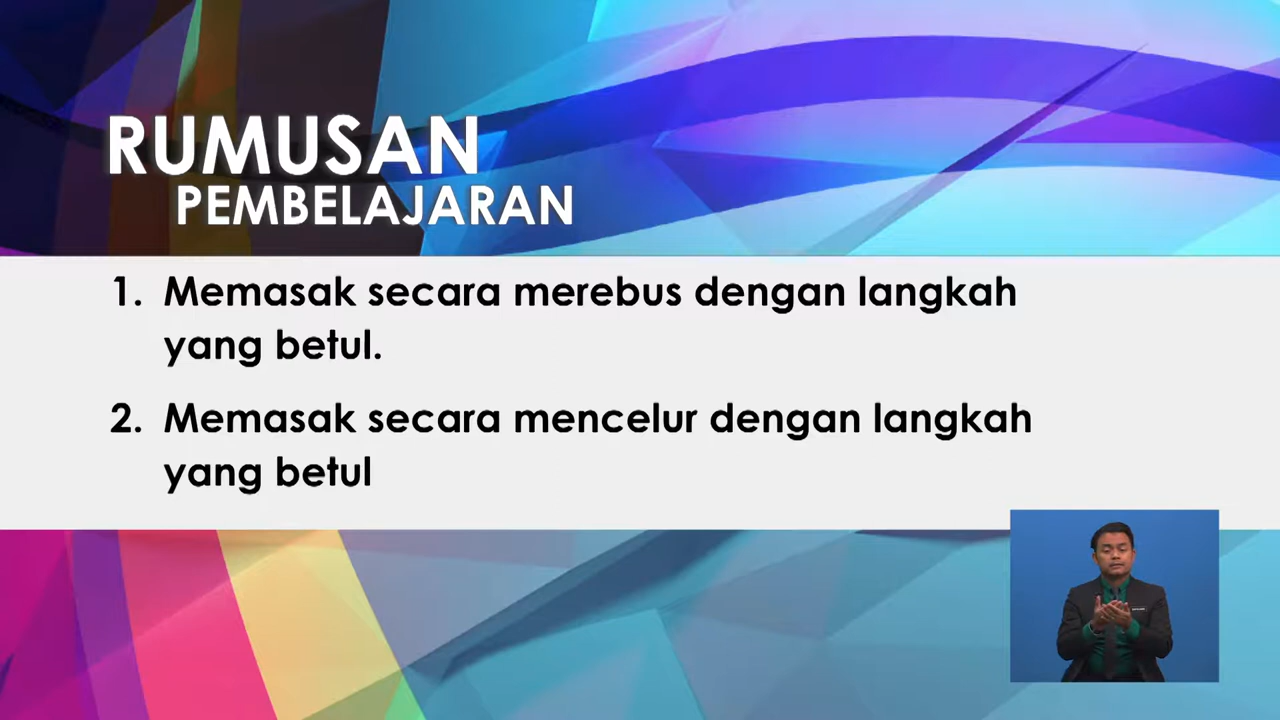 RUMUSAN
PEMBELAJARAN
1. Memasak secara merebus dengan langkah
yang betul.
2. Memasak secara mencelur dengan langkah
yang betul